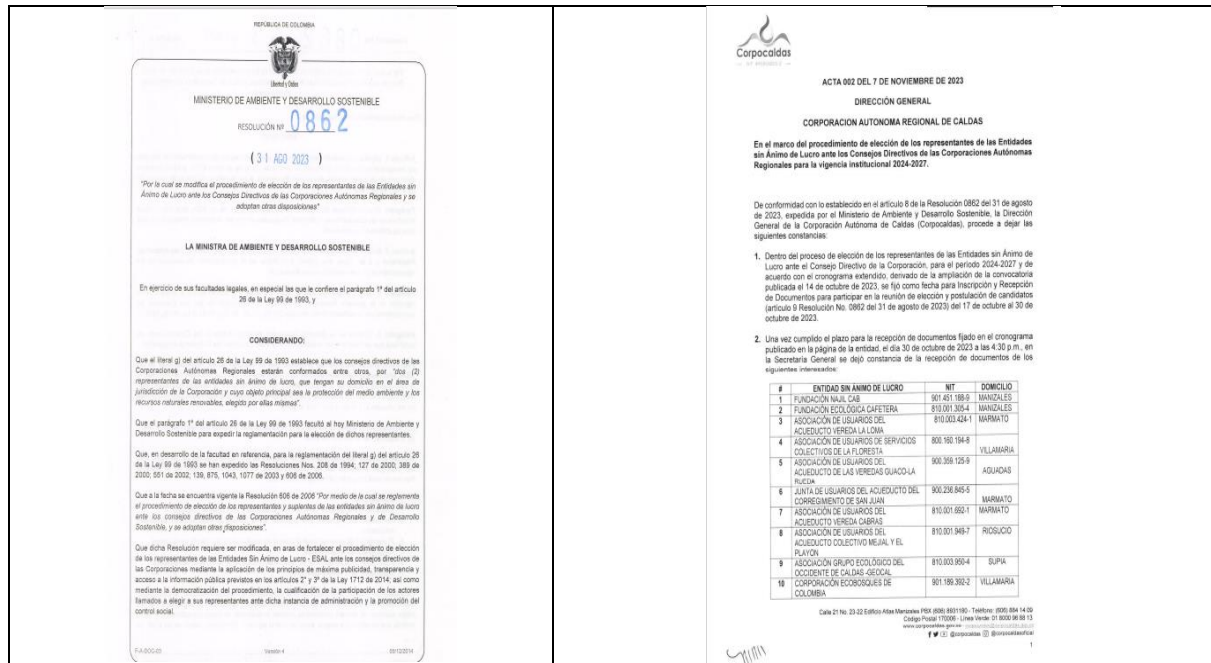 REPÚBLICA DE COLOMBIA
Libertad y Orden
MINISTERIO DE AMBIENTE Y DESARROLLO SOSTENIBLE
RESOLUCIÓN Nº 0862
( 31 AGO 2023 )
"Por la cual se modifica el procedimiento de elección de los representantes de las Entidades sin
Ánimo de Lucro ante los Consejos Directivos de las Corporaciones Autónomas Regionales y se
adoptan otras disposiciones"
LA MINISTRA DE AMBIENTE Y DESARROLLO SOSTENIBLE
En ejercicio de sus facultades legales, en especial las que le confiere el parágrafo 1º del artículo
26 de la Ley 99 de 1993, y
CONSIDERANDO:
Que el literal g) del artículo 26 de la Ley 99 de 1993 establece que los consejos directivos de las
Corporaciones Autónomas Regionales estarán conformados entre otros, por "dos (2)
representantes de las entidades sin ánimo de lucro, que tengan su domicilio en el área de
jurisdicción de la Corporación y cuyo objeto principal sea la protección del medio ambiente y los
recursos naturales renovables, elegido por ellas mismas".
Que el parágrafo 1º del artículo 26 de la Ley 99 de 1993 facultó al hoy Ministerio de Ambiente y
Desarrollo Sostenible para expedir la reglamentación para la elección de dichos representantes.
Que, en desarrollo de la facultad en referencia, para la reglamentación del literal g) del artículo 26
de la Ley 99 de 1993 se han expedido las Resoluciones Nos. 208 de 1994; 127 de 2000; 389 de
2000; 551 de 2002; 139, 875, 1043, 1077 de 2003 y 606 de 2006.
Que a la fecha se encuentra vigente la Resolución 606 de 2006 "Por medio de la cual se reglamenta
el procedimiento de elección de los representantes y suplentes de las entidades sin ánimo de lucro
ante los consejos directivos de las Corporaciones Autónomas Regionales y de Desarrollo
Sostenible, y se adoptan otras disposiciones".
Que dicha Resolución requiere ser modificada, en aras de fortalecer el procedimiento de elección
de los representantes de las Entidades Sin Ánimo de Lucro - ESAL ante los consejos directivos de
las Corporaciones mediante la aplicación de los principios de máxima publicidad, transparencia y
acceso a la información pública previstos en los artículos 2° y 3º de la Ley 1712 de 2014; así como
mediante la democratización del procedimiento, la cualificación de la participación de los actores
llamados a elegir a sus representantes ante dicha instancia de administración y la promoción del
control social.
F-A-DOC-03 Versión 4 05/12/2014
Corpocaldas
ACTA 002 DEL 7 DE NOVIEMBRE DE 2023
DIRECCIÓN GENERAL
CORPORACION AUTONOMA REGIONAL DE CALDAS
En el marco del procedimiento de elección de los representantes de las Entidades
sin Ánimo de Lucro ante los Consejos Directivos de las Corporaciones Autónomas
Regionales para la vigencia institucional 2024-2027.
De conformidad con lo establecido en el artículo 8 de la Resolución 0862 del 31 de agosto
de 2023, expedida por el Ministerio de Ambiente y Desarrollo Sostenible, la Dirección
General de la Corporación Autónoma de Caldas (Corpocaldas), procede a dejar las
siguientes constancias:
1. Dentro del proceso de elección de los representantes de las Entidades sin Ánimo de
Lucro ante el Consejo Directivo de la Corporación, para el período 2024-2027 y de
acuerdo con el cronograma extendido, derivado de la ampliación de la convocatoria
publicada el 14 de octubre de 2023, se fijó como fecha para Inscripción y Recepción
de Documentos para participar en la reunión de elección y postulación de candidatos
(artículo 9 Resolución No. 0862 del 31 de agosto de 2023) del 17 de octubre al 30 de
octubre de 2023.
2. Una vez cumplido el plazo para la recepción de documentos fijado en el cronograma
publicado en la página de la entidad, el día 30 de octubre de 2023 a las 4:30 p.m., en
la Secretaría General se dejó constancia de la recepción de documentos de los
siguientes interesados:
# ENTIDAD SIN ANIMO DE LUCRO NIT DOMICILIO
1 FUNDACIÓN NAJIL CAB 901.451.188-9 MANIZALES
2 FUNDACIÓN ECOLÓGICA CAFETERA 810.001.305-4 MANIZALES
3 ASOCIACIÓN DE USUARIOS DEL ACUEDUCTO VEREDA LA LOMA 810.003.424-1 MARMATO
4 ASOCIACIÓN DE USUARIOS DE SERVICIOS COLECTIVOS DE LA FLORESTA 800.160.194-8 VILLAMARIA
5 ASOCIACIÓN DE USUARIOS DEL ACUEDUCTO DE LAS VEREDAS GUACO-LA RUEDA 900.359.125-9 AGUADAS
6 JUNTA DE USUARIOS DEL ACUEDUCTO DEL CORREGIMIENTO DE SAN JUAN 900.236.845-5 MARMATO
7 ASOCIACIÓN DE USUARIOS DEL ACUEDUCTO VEREDA CABRAS 810.001.692-1 MARMATO
8 ASOCIACIÓN DE USUARIOS DEL ACUEDUCTO COLECTIVO MEJIAL Y EL PLAYON 810.001.949-7 RIOSUCIO
9 ASOCIACIÓN GRUPO ECOLÓGICO DEL OCCIDENTE DE CALDAS -GEOCAL 810.003.950-4 SUPIA
10 CORPORACIÓN ECOBOSQUES DE COLOMBIA 901.189.392-2 VILLAMARIA
Calle 21 No. 23-22 Edificio Atlas Manizales PBX (606) 8931180 - Teléfono: (606) 884 14 09
Código Postal 170006 - Línea Verde: 01 8000 96 88 13
www.corpocaldas.gov.co
@corpocaldas @corpocaldasoficial
1